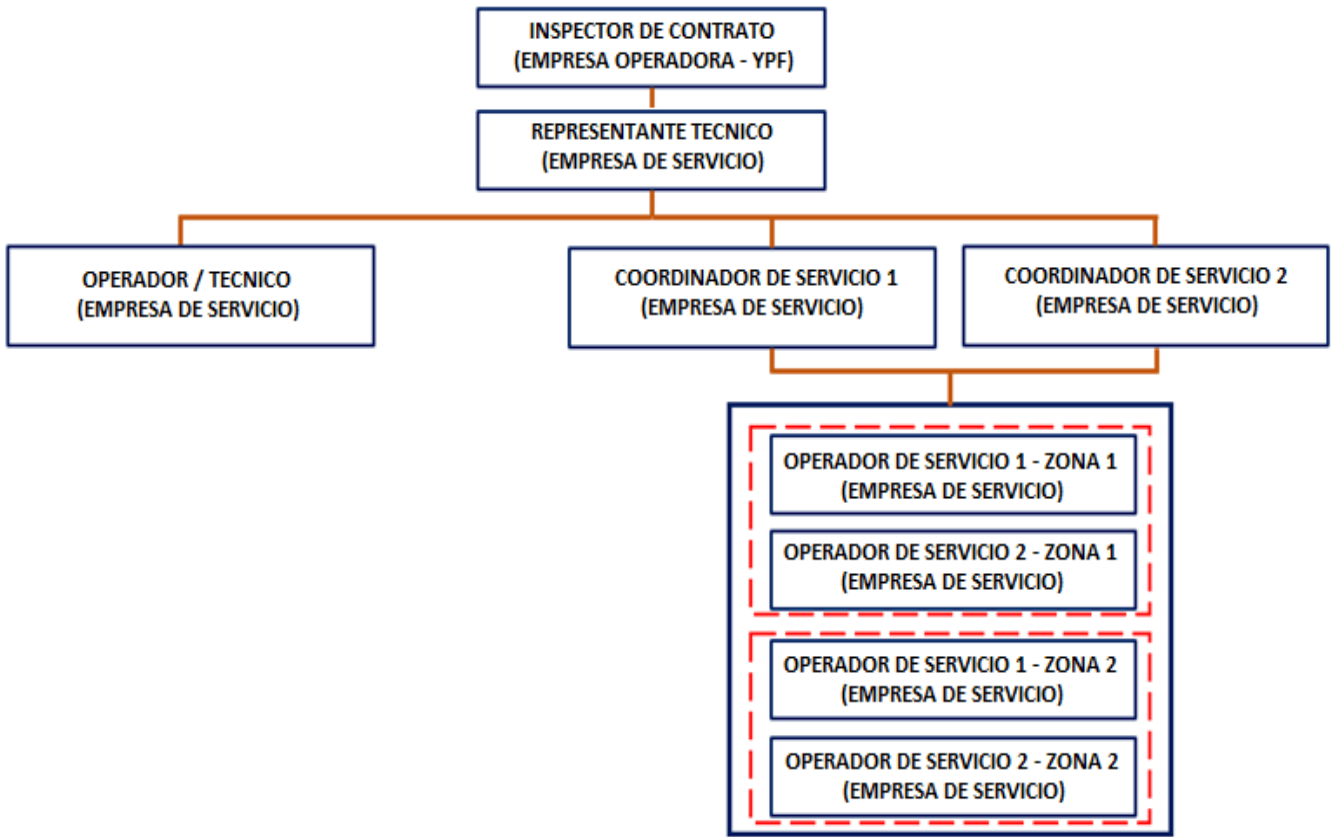 INSPECTOR DE CONTRATO
(EMPRESA OPERADORA - YPF)
REPRESENTANTE TECNICO
(EMPRESA DE SERVICIO)
OPERADOR / TECNICO
(EMPRESA DE SERVICIO)
COORDINADOR DE SERVICIO 1
(EMPRESA DE SERVICIO)
COORDINADOR DE SERVICIO 2
(EMPRESA DE SERVICIO)
OPERADOR DE SERVICIO 1 - ZONA 1
(EMPRESA DE SERVICIO)
OPERADOR DE SERVICIO 2 - ZONA 1
(EMPRESA DE SERVICIO)
OPERADOR DE SERVICIO 1 - ZONA 2
(EMPRESA DE SERVICIO)
OPERADOR DE SERVICIO 2 - ZONA 2
(EMPRESA DE SERVICIO)